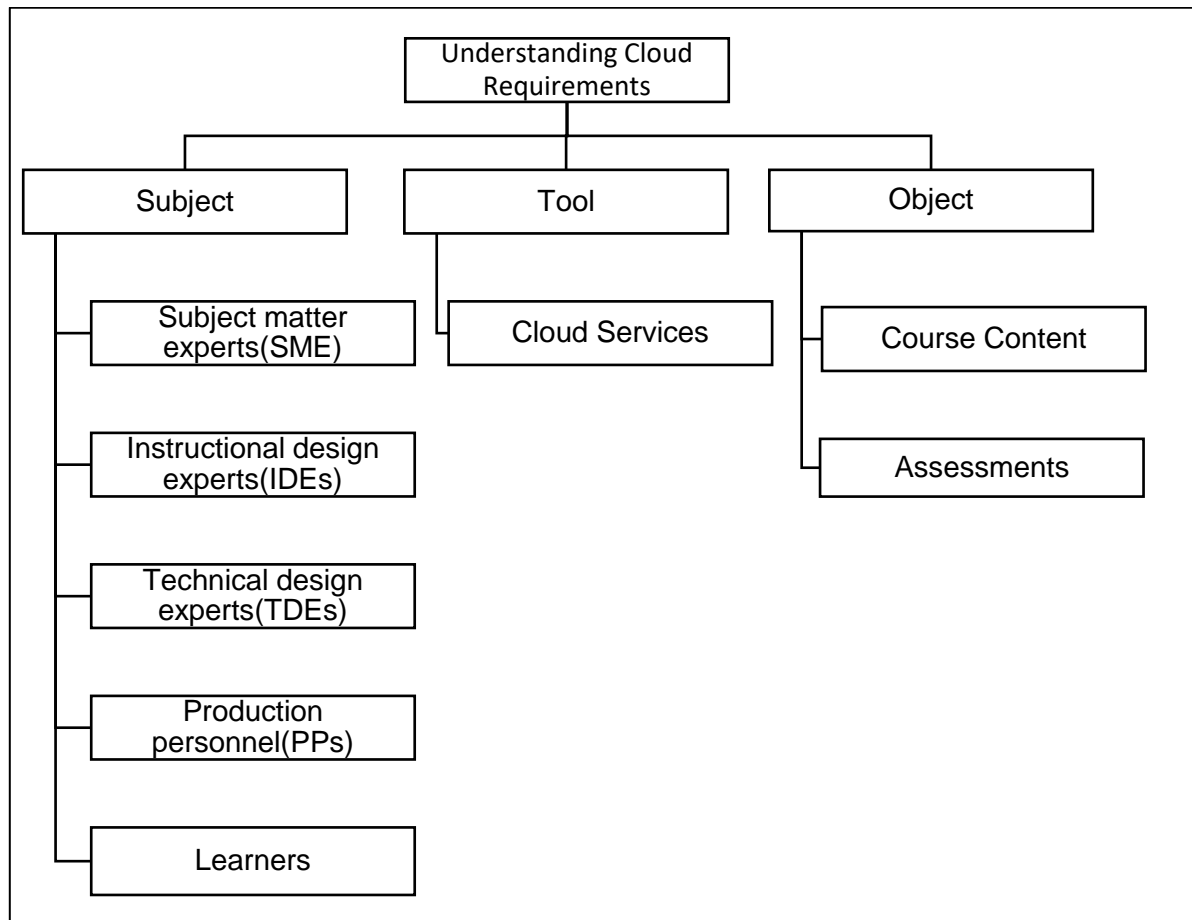 Understanding Cloud
Requirements
Subject
Tool
Object
Subject matter
experts(SME)
Cloud Services
Course Content
Instructional design
experts(IDEs)
Assessments
Technical design
experts(TDEs)
Production
personnel(PPs)
Learners